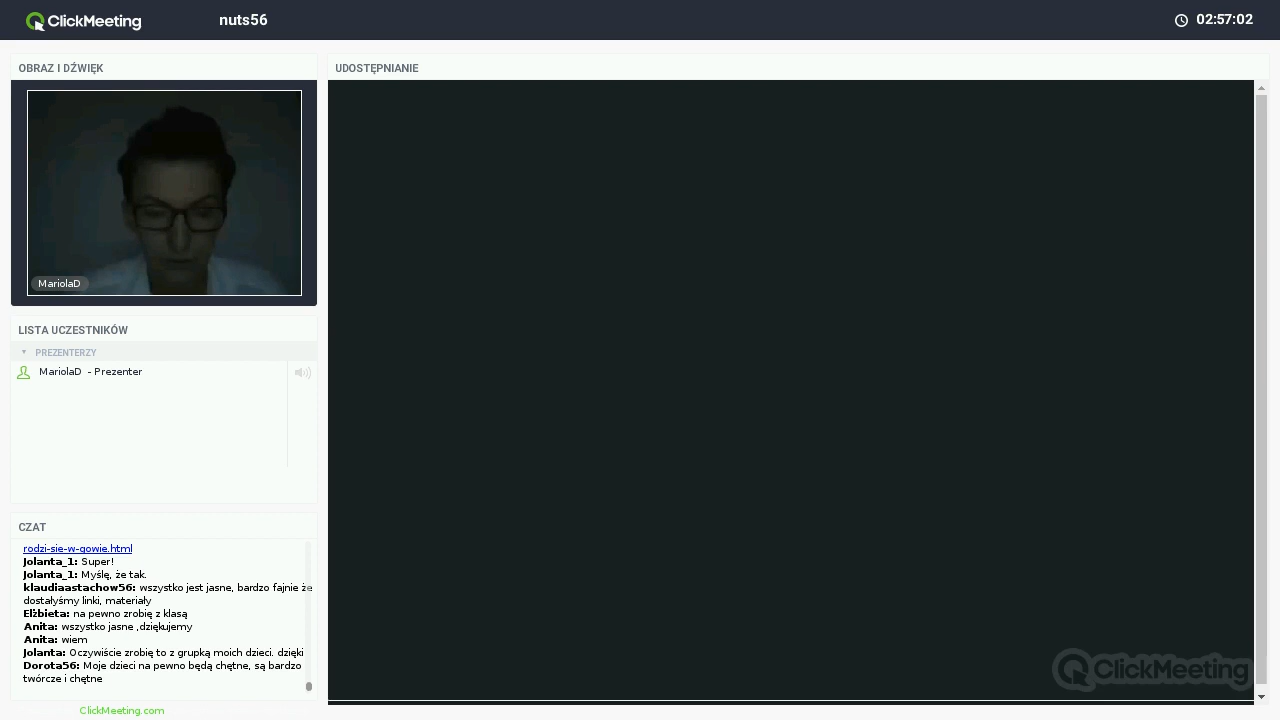 ClickMeeting
nuts56
02:57:02
OBRAZ I DŹWIĘK
UDOSTĘPNIANIE
MariolaD
LISTA UCZESTNIKÓW
PREZENTERZY
MariolaD - Prezenter
CZAT
rodzi-sie-w-gowie.html
Jolanta_1: Super!
Jolanta_1: Myślę, że tak.
klaudiaastachow56: wszystko jest jasne, bardzo fajnie że
dostałyśmy linki, materiały
Elżbieta: na pewno zrobię z klasą
Anita: wszystko jasne ,dziękujemy
Anita: wiem
Jolanta: Oczywiście zrobię to z grupką moich dzieci. dzięki
Dorota56: Moje dzieci na pewno będą chętne, są bardzo
twórcze i chętne
ClickMeeting
ClickMeeting.com